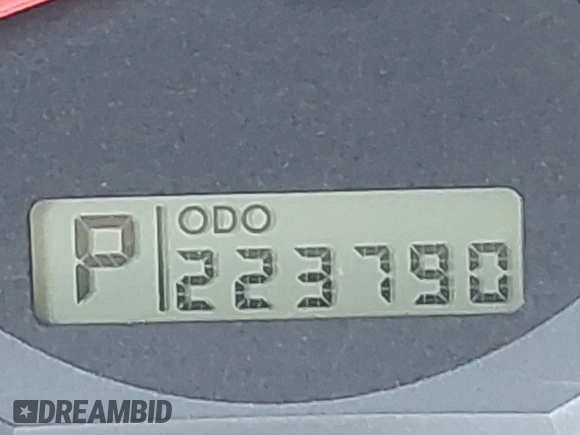 P
ODO
223790
DREAMBID